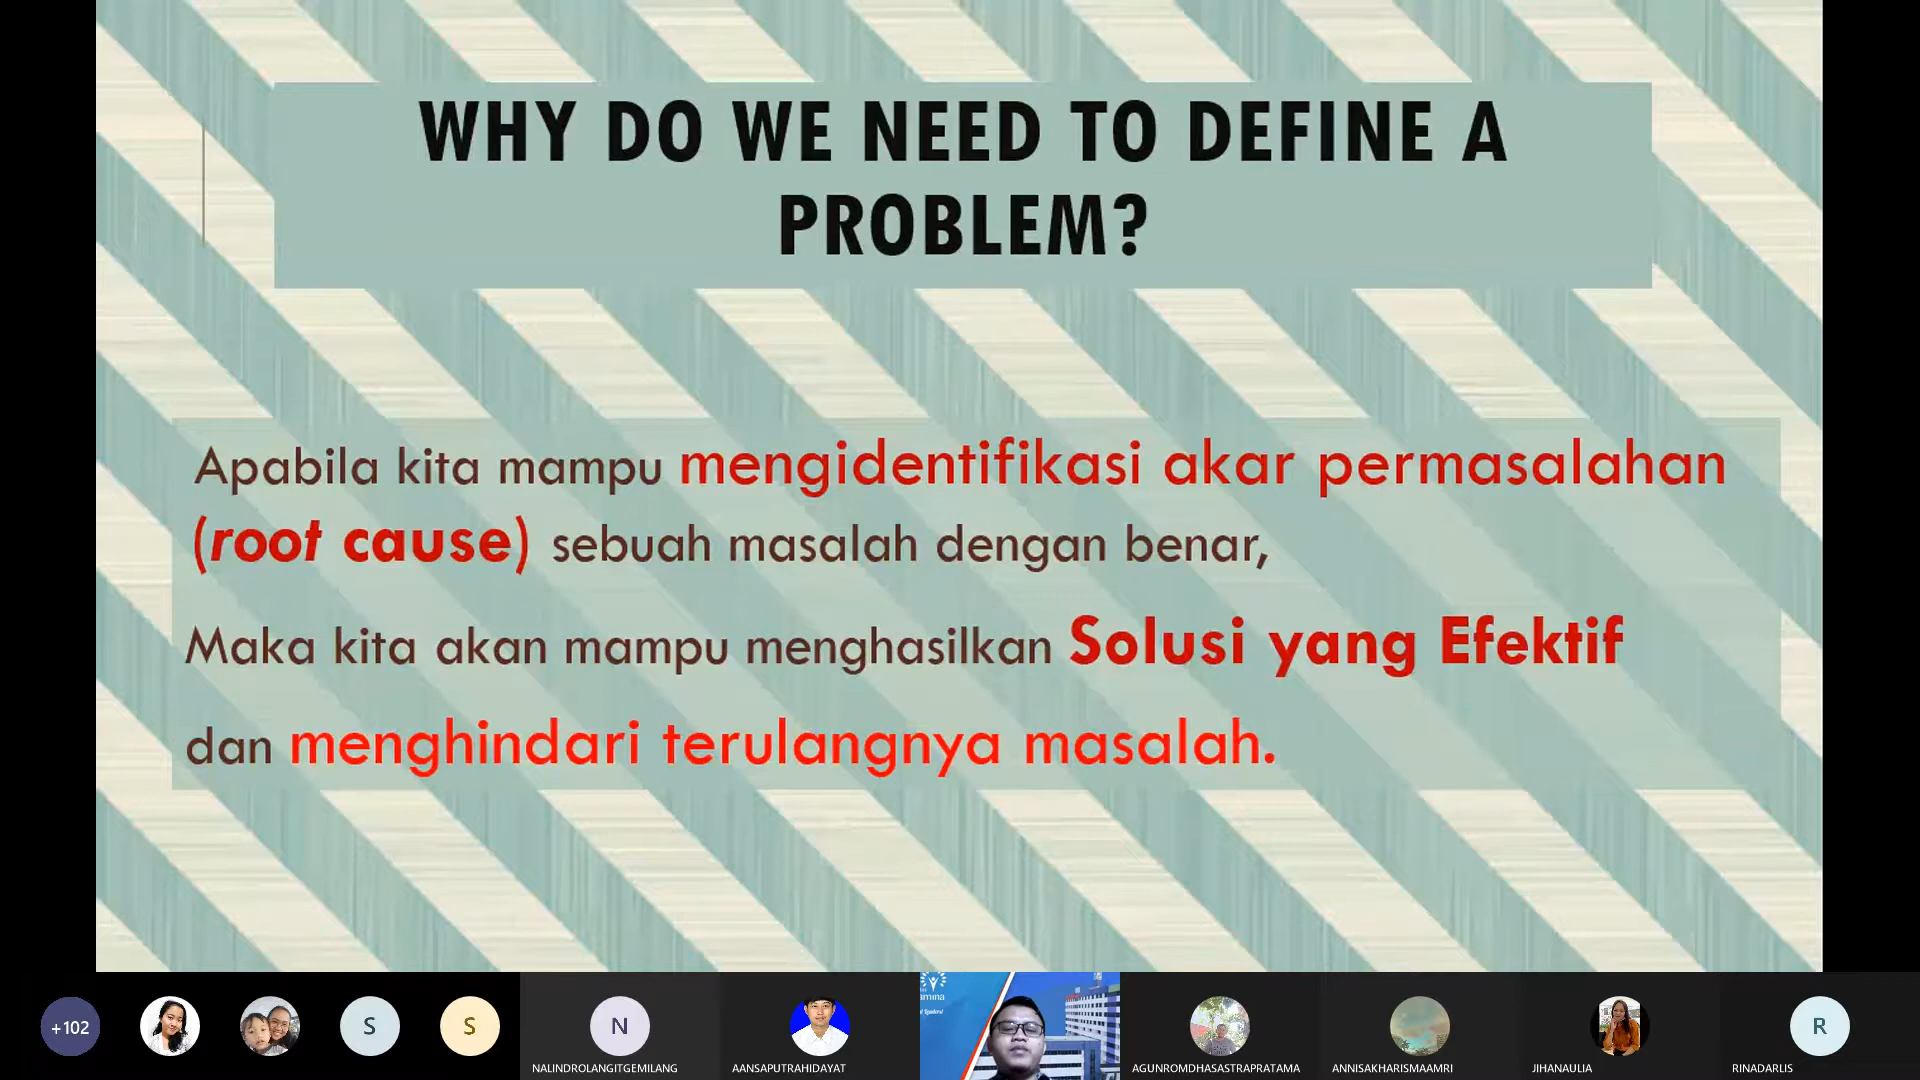 WHY DO WE NEED TO DEFINE A
PROBLEM?
Apabila kita mampu mengidentifikasi akar permasalahan
(root cause) sebuah masalah dengan benar,
Maka kita akan mampu menghasilkan Solusi yang Efektif
dan menghindari terulangnya masalah.
+102
S
S
N
R
NALINDROLANGITGEMILANG
AANSAPUTRAHIDAYAT
AGUNROMDHASASTRAPRATAMA
ANNISAKHARISMAAMRI
JIHANAULIA
RINADARLIS